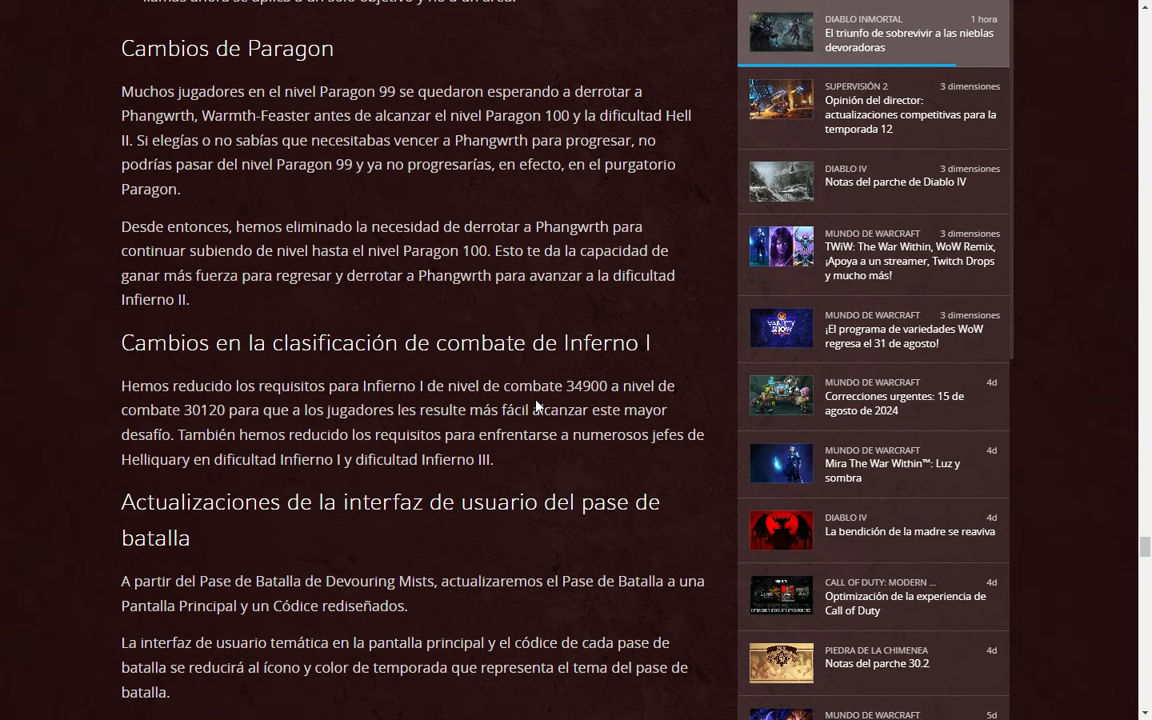 llamas ahora se aplica a un solo objetivo y no a un área.
Cambios de Paragon
Muchos jugadores en el nivel Paragon 99 se quedaron esperando a derrotar a
Phangwrth, Warmth-Feaster antes de alcanzar el nivel Paragon 100 y la dificultad Hell
II. Si elegías o no sabías que necesitabas vencer a Phangwrth para progresar, no
podrías pasar del nivel Paragon 99 y ya no progresarías, en efecto, en el purgatorio
Paragon.
Desde entonces, hemos eliminado la necesidad de derrotar a Phangwrth para
continuar subiendo de nivel hasta el nivel Paragon 100. Esto te da la capacidad de
ganar más fuerza para regresar y derrotar a Phangwrth para avanzar a la dificultad
Infierno II.
Cambios en la clasificación de combate de Inferno I
Hemos reducido los requisitos para Infierno I de nivel de combate 34900 a nivel de
combate 30120 para que a los jugadores les resulte más fácil alcanzar este mayor
desafío. También hemos reducido los requisitos para enfrentarse a numerosos jefes de
Helliquary en dificultad Infierno I y dificultad Infierno III.
Actualizaciones de la interfaz de usuario del pase de
batalla
A partir del Pase de Batalla de Devouring Mists, actualizaremos el Pase de Batalla a una
Pantalla Principal y un Códice rediseñados.
La interfaz de usuario temática en la pantalla principal y el códice de cada pase de
batalla se reducirá al ícono y color de temporada que representa el tema del pase de
batalla.
DIABLO INMORTAL 1 hora
El triunfo de sobrevivir a las nieblas
devoradoras
SUPERVISIÓN 2 3 dimensiones
Opinión del director:
actualizaciones competitivas para la
temporada 12
DIABLO IV 3 dimensiones
Notas del parche de Diablo IV
MUNDO DE WARCRAFT 3 dimensiones
TWiW: The War Within, WoW Remix,
¡Apoya a un streamer, Twitch Drops
y mucho más!
MUNDO DE WARCRAFT 3 dimensiones
¡El programa de variedades WoW
regresa el 31 de agosto!
MUNDO DE WARCRAFT 4d
Correcciones urgentes: 15 de
agosto de 2024
MUNDO DE WARCRAFT 4d
Mira The War Within™: Luz y
sombra
DIABLO IV 4d
La bendición de la madre se reaviva
CALL OF DUTY: MODERN ... 4d
Optimización de la experiencia de
Call of Duty
PIEDRA DE LA CHIMENEA 4d
Notas del parche 30.2
MUNDO DE WARCRAFT 5d